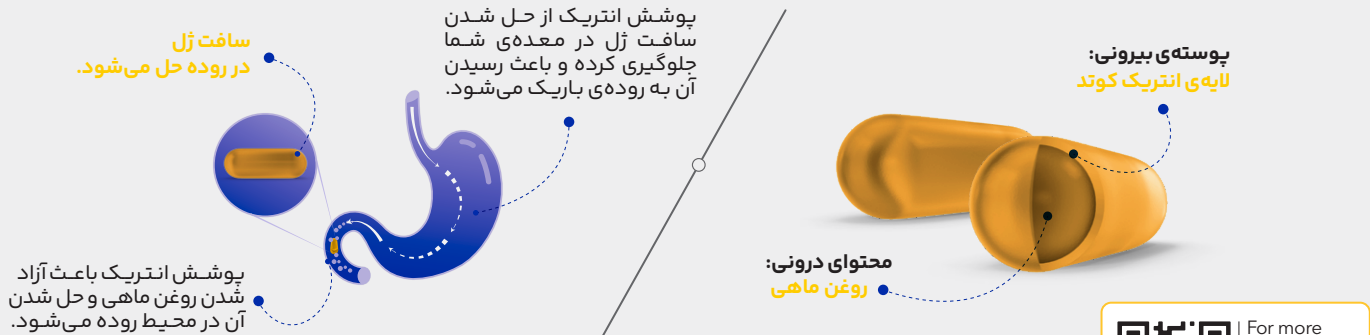 پوسته‌ی بیرونی:
لایه‌ی انتریک کوتد
محتوای درونی:
روغن ماهی
پوشش انتریک از حل شدن
سافت ژل در معده‌ی شما
جلوگیری کرده و باعث رسیدن
آن به روده‌ی باریک می‌شود.
سافت ژل
در روده حل می‌شود.
پوشش انتریک باعث آزاد
شدن روغن ماهی و حل شدن
آن در محیط روده می‌شود.
For more